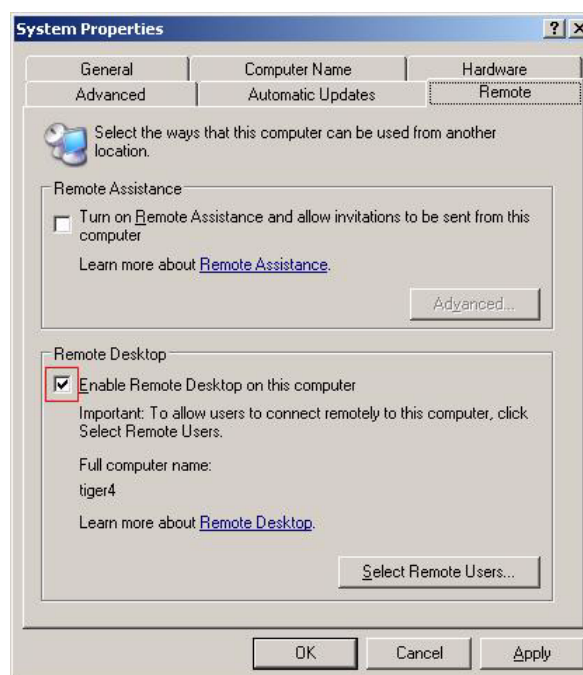 System Properties
General Computer Name Hardware
Advanced Automatic Updates Remote
Select the ways that this computer can be used from another
location.
Remote Assistance
Turn on Remote Assistance and allow invitations to be sent from this
computer
Learn more about Remote Assistance.
Advanced...
Remote Desktop
Enable Remote Desktop on this computer
Important: To allow users to connect remotely to this computer, click
Select Remote Users.
Full computer name:
tiger4
Learn more about Remote Desktop.
Select Remote Users...
OK Cancel Apply